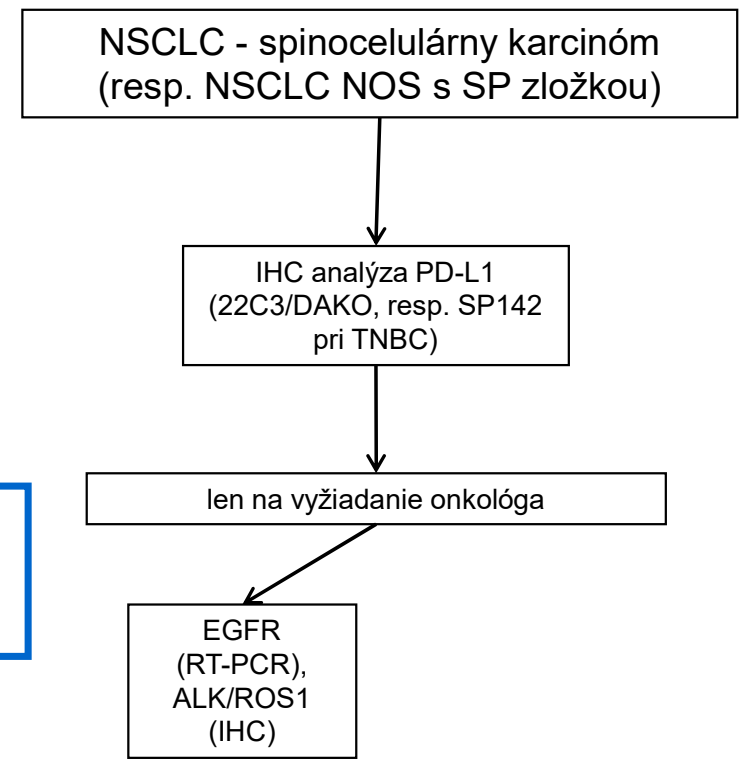 NSCLC - spinocelulárny karcinóm
(resp. NSCLC NOS s SP zložkou)
IHC analýza PD-L1
(22C3/DAKO, resp. SP142
pri TNBC)
len na vyžiadanie onkológa
EGFR
(RT-PCR),
ALK/ROS1
(IHC)